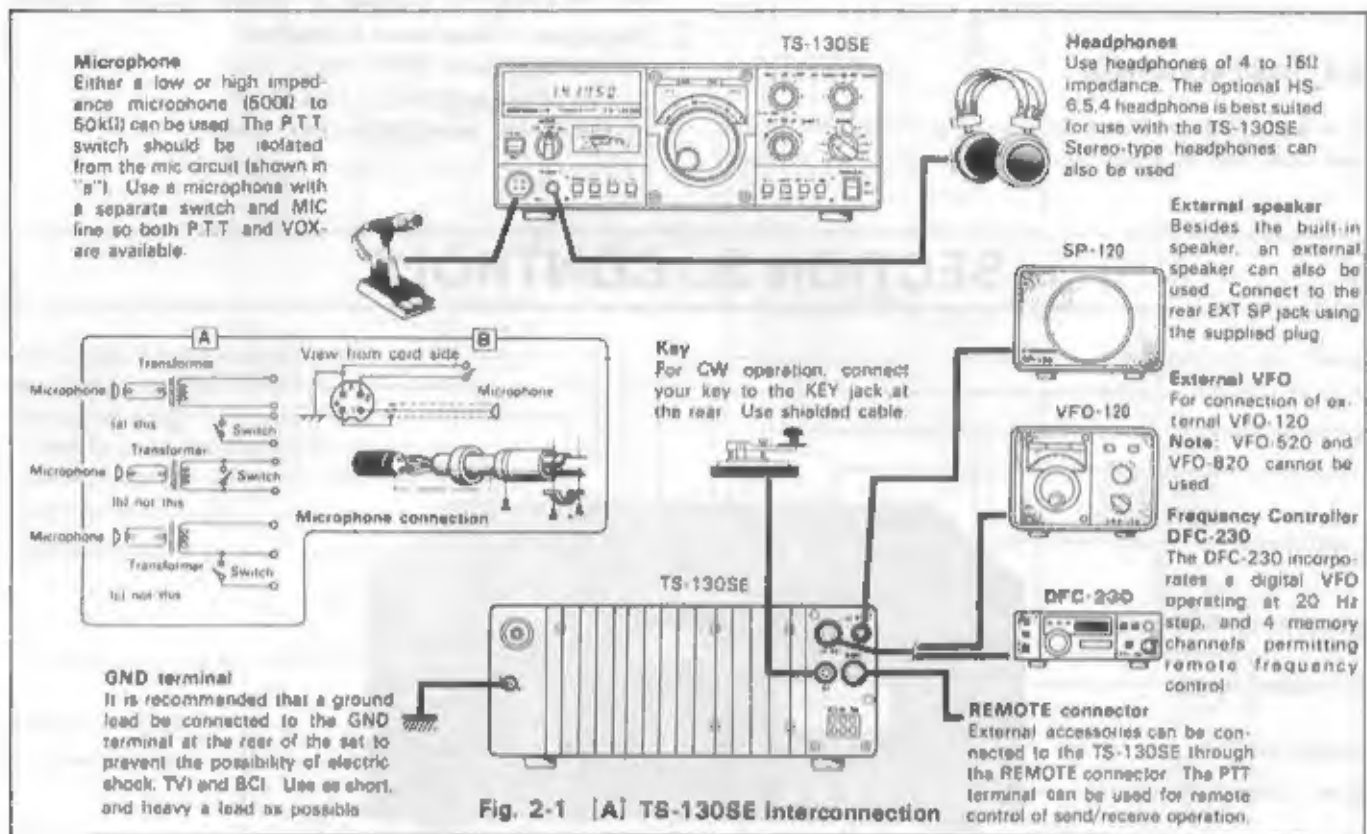 Microphone
Either a low or high imped-
ance microphone (500Ω to
50kΩ) can be used. The P.T.T.
switch should be isolated
from the mic circuit (shown in
"a"). Use a microphone with
a separate switch and MIC
line so both P.T.T and VOX-
are available.
TS-130SE
Headphones
Use headphones of 4 to 16Ω
impedance. The optional HS-
6,5,4 headphone is best suited
for use with the TS-130SE
Stereo-type headphones can
also be used
External speaker
Besides the built-in
speaker, an external
speaker can also be
used. Connect to the
rear EXT SP jack using
the supplied plug
SP-120
External VFO
For connection of ex-
ternal VFO-120
Note: VFO-520 and
VFO-820 cannot be
used
VFO-120
Frequency Controller
DFC-230
The DFC-230 incorpo-
rates a digital VFO
operating at 20 Hz
step, and 4 memory
channels permitting
remote frequency
control
DFC-230
Key
For CW operation, connect
your key to the KEY jack at
the rear. Use shielded cable
A
B
Transformer
Microphone
(a) this
Switch
Transformer
Microphone
Switch
(b) not this
Microphone
Transformer
Switch
(c) not this
View from cord side
Microphone
Microphone connection
TS-130SE
GND terminal
It is recommended that a ground
lead be connected to the GND
terminal at the rear of the set to
prevent the possibility of electric
shock, TVI and BCI. Use as short,
and heavy a lead as possible
REMOTE connector
External accessories can be con-
nected to the TS-130SE through
the REMOTE connector. The PTT
terminal can be used for remote
control of send/receive operation.
Fig. 2-1 [A] TS-130SE Interconnection